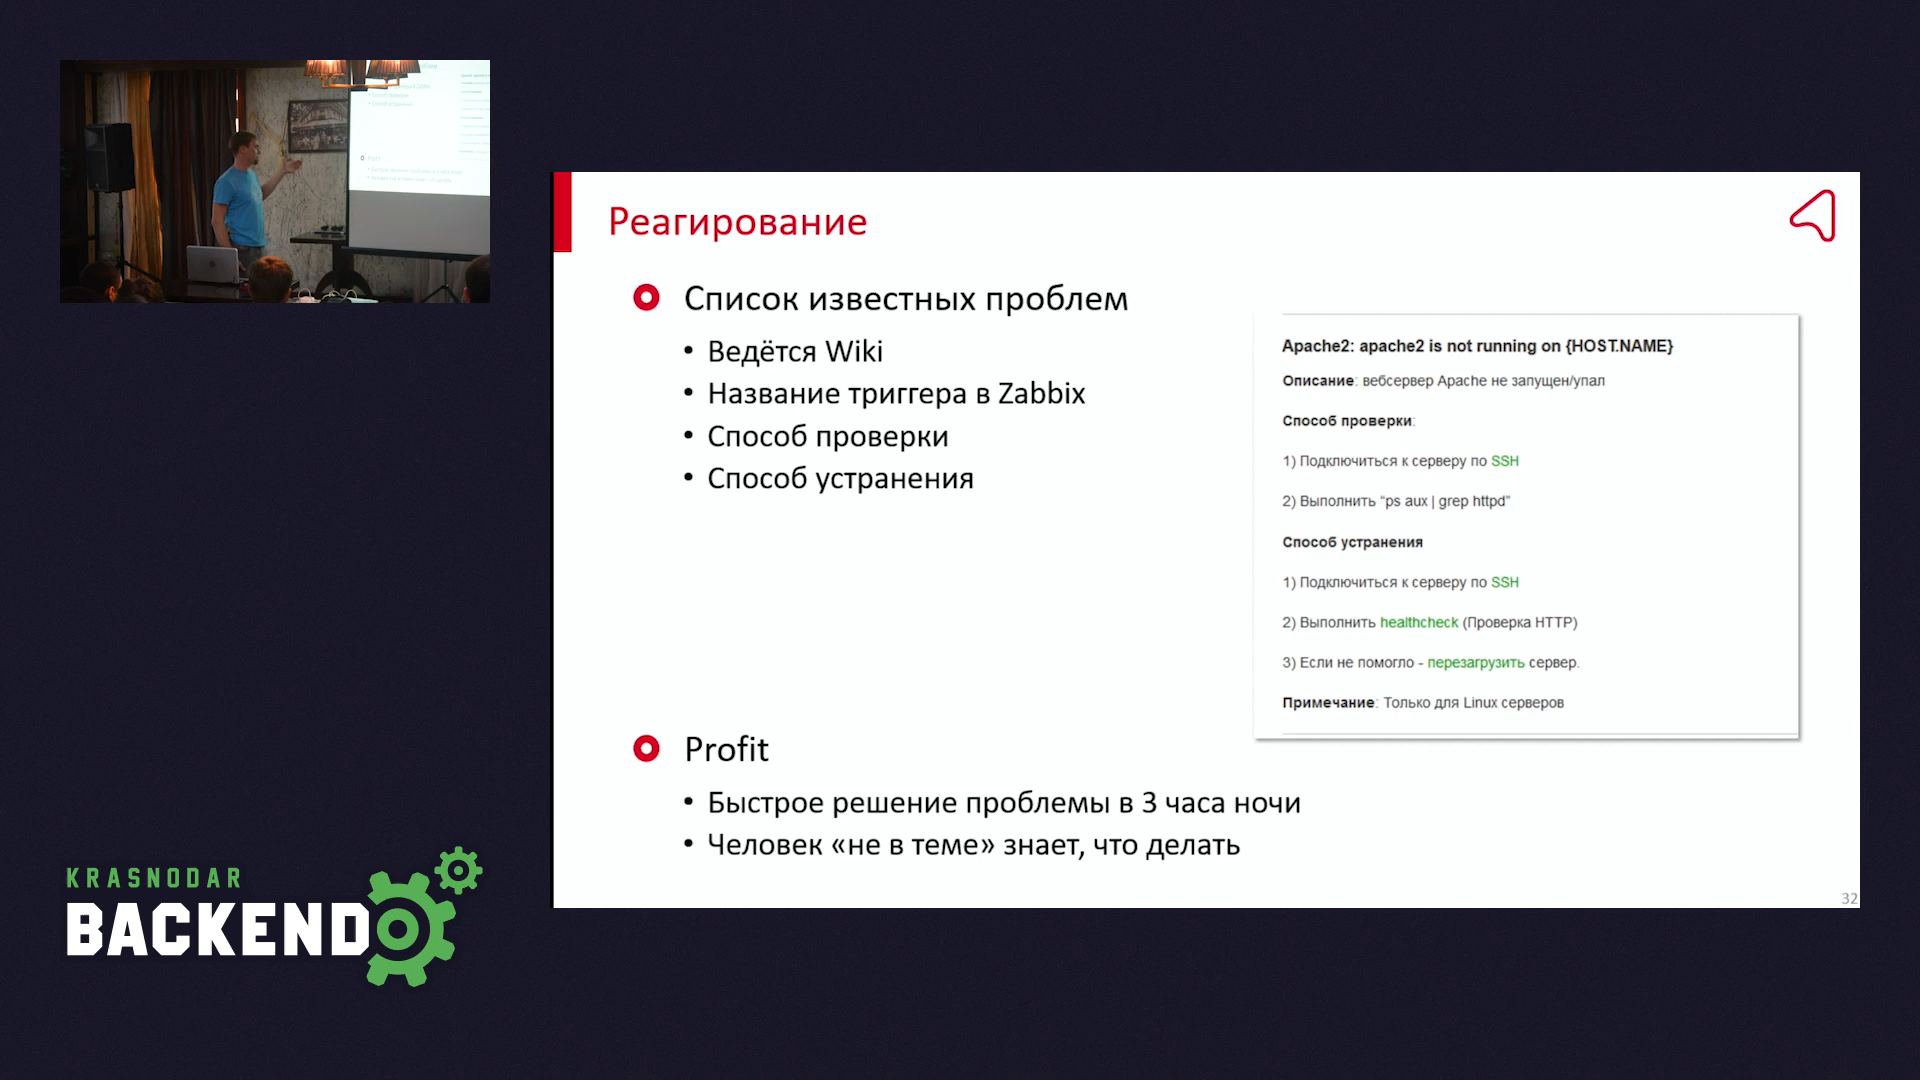 Реагирование
Список известных проблем
• Ведётся Wiki
• Название триггера в Zabbix
• Способ проверки
• Способ устранения
Apache2: apache2 is not running on {HOST.NAME}
Описание: вебсервер Apache не запущен/упал
Способ проверки:
1) Подключиться к серверу по SSH
2) Выполнить “ps aux | grep httpd”
Способ устранения
1) Подключиться к серверу по SSH
2) Выполнить healthcheck (Проверка HTTP)
3) Если не помогло - перезагрузить сервер.
Примечание: Только для Linux серверов
Profit
• Быстрое решение проблемы в 3 часа ночи
• Человек «не в теме» знает, что делать
32
KRASNODAR
BACKEND